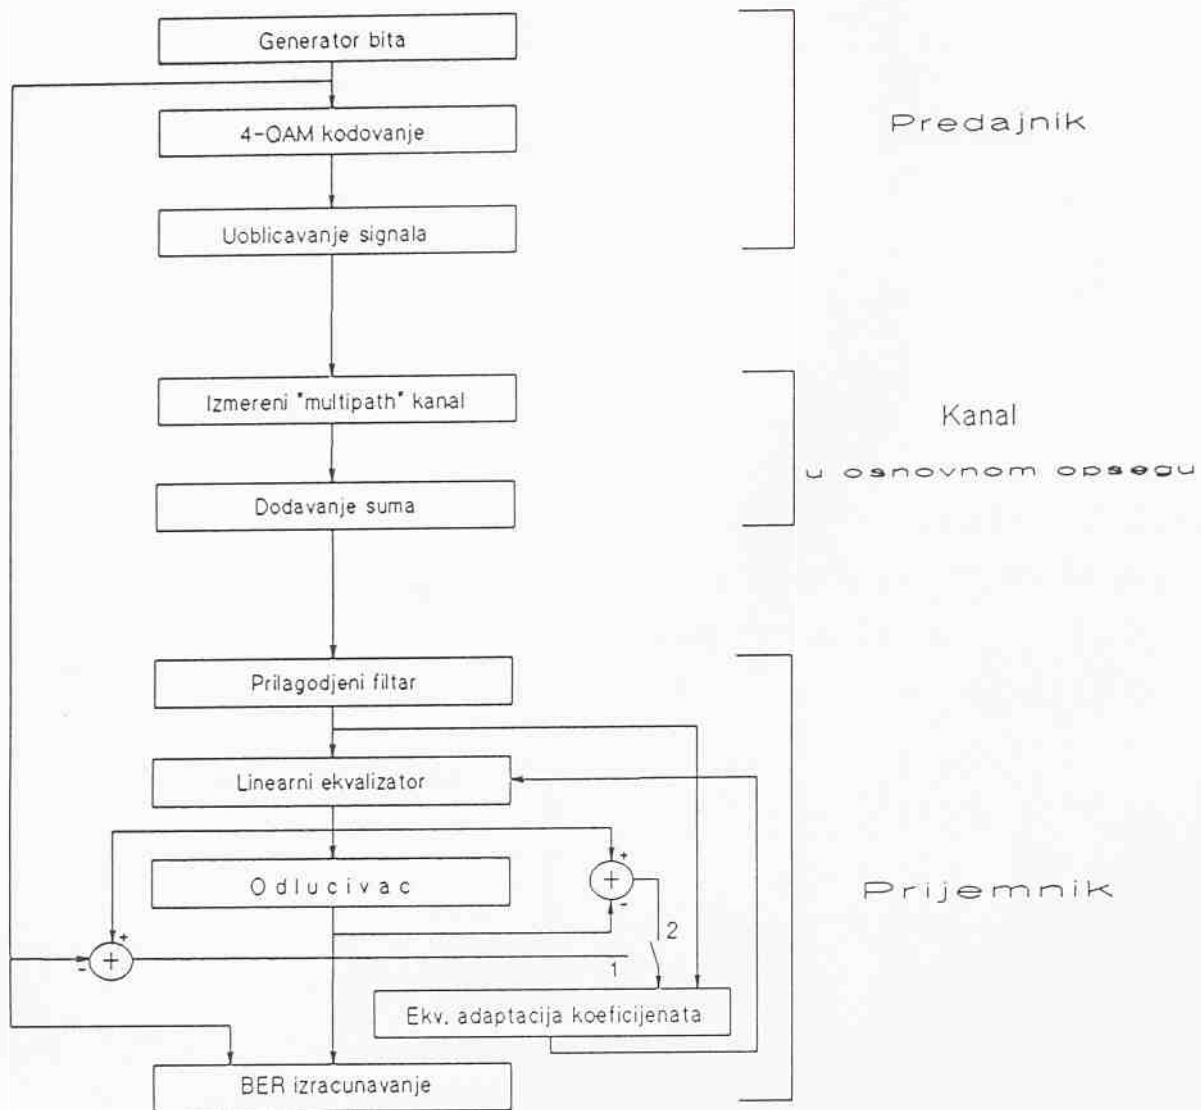 Generator bita
4-QAM kodovanje
Predajnik
Uoblicavanje signala
Izmereni "multipath" kanal
Kanal
u osnovnom opsegu
Dodavanje suma
Prilagodjeni filtar
Linearni ekvalizator
+
+
Odlucivac
+
Prijemnik
-
+
2
-
+
1
Ekv. adaptacija koeficijenata
BER izracunavanje